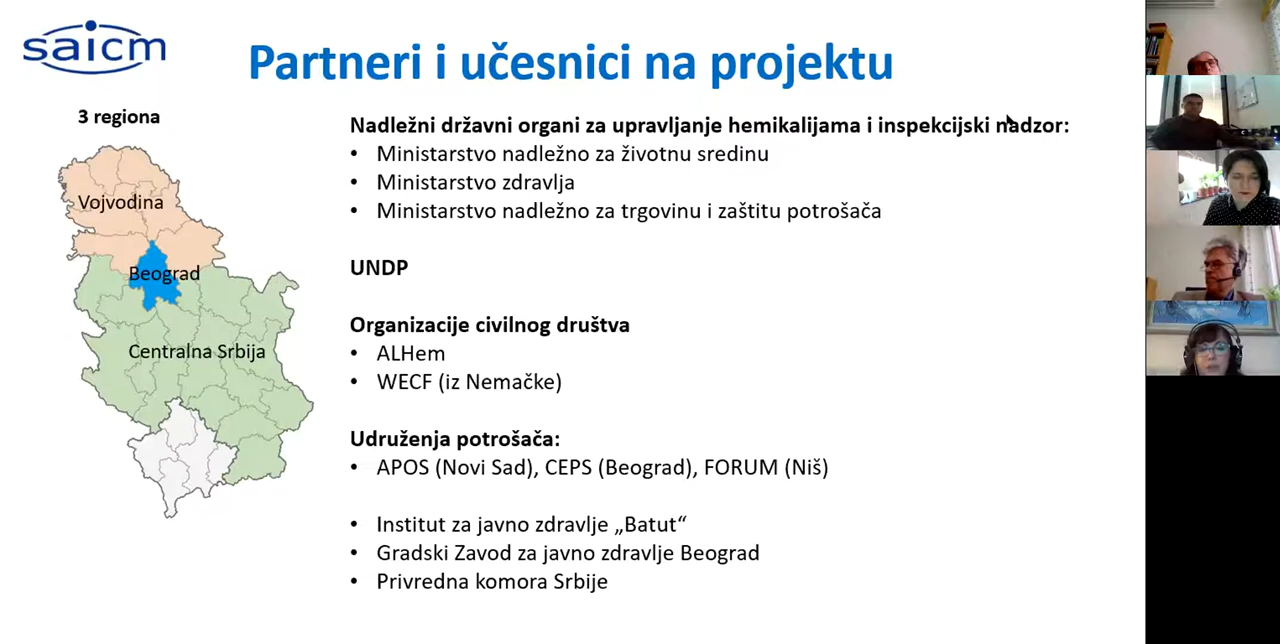 saicm
Partneri i učesnici na projektu
3 regiona
Vojvodina
Beograd
Centralna Srbija
Nadležni državni organi za upravljanje hemikalijama i inspekcijski nadzor:
• Ministarstvo nadležno za životnu sredinu
• Ministarstvo zdravlja
• Ministarstvo nadležno za trgovinu i zaštitu potrošača
UNDP
Organizacije civilnog društva
• ALHem
• WECF (iz Nemačke)
Udruženja potrošača:
• APOS (Novi Sad), CEPS (Beograd), FORUM (Niš)
• Institut za javno zdravlje „Batut“
• Gradski Zavod za javno zdravlje Beograd
• Privredna komora Srbije